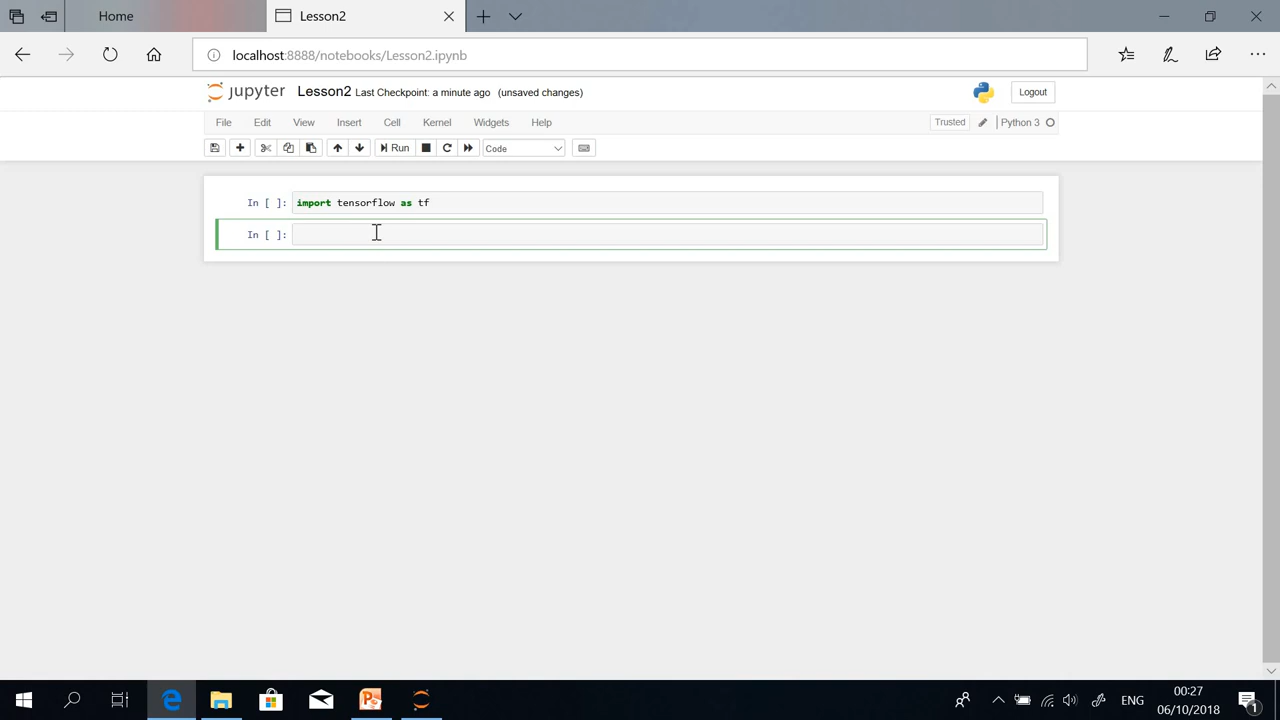 Home
Lesson2
localhost:8888/notebooks/Lesson2.ipynb
jupyter Lesson2 Last Checkpoint: a minute ago (unsaved changes)
Logout
File Edit View Insert Cell Kernel Widgets Help
Trusted
Python 3
Run
Code
In [ ]: import tensorflow as tf
In [ ]:
ENG
00:27
06/10/2018
1